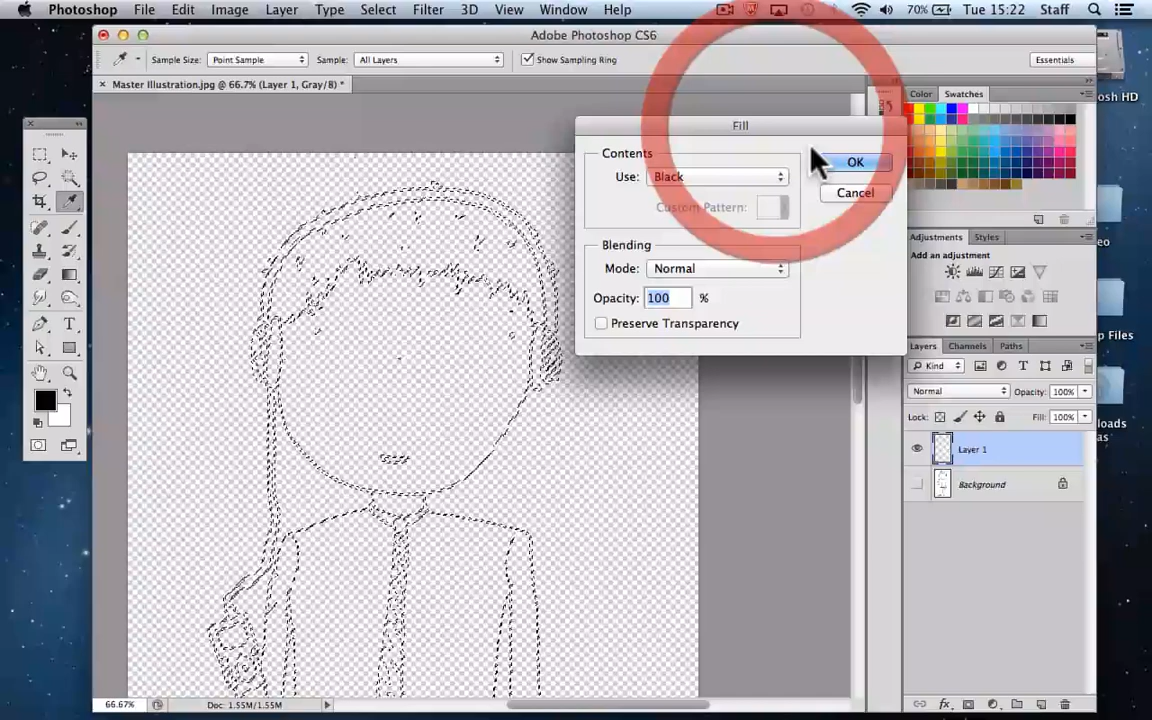 Photoshop File Edit Image Layer Type Select Filter 3D View Window Help 70% Tue 15:22 Staff
Adobe Photoshop CS6
Sample Size: Point Sample Sample: All Layers Show Sampling Ring Essentials
Master Illustration.jpg @ 66.7% (Layer 1, Gray/8) *
Color Swatches
osh HD
Fill
Contents
Use: Black
Custom Pattern:
OK
Cancel
Blending
Mode: Normal
Opacity: 100 %
Preserve Transparency
Adjustments Styles
Add an adjustment
eo
p Files
Layers Channels Paths
Kind
Normal Opacity: 100%
Lock: Fill: 100%
Layer 1
Background
loads
as
T
66.67% Doc: 1.55M/1.55M
fx